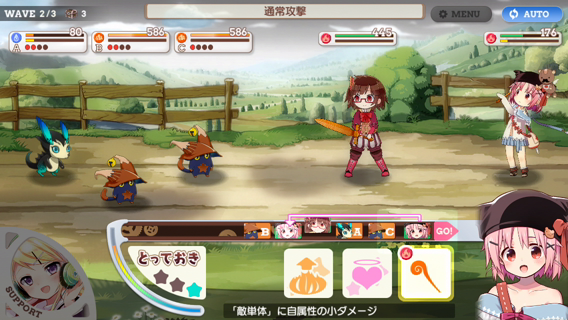 WAVE 2/3 3
通常攻撃
MENU
AUTO
A 80
B 586
C 586
445
176
B
A
C
GO!
とっておき
SUPPORT
「敵単体」に自属性の小ダメージ